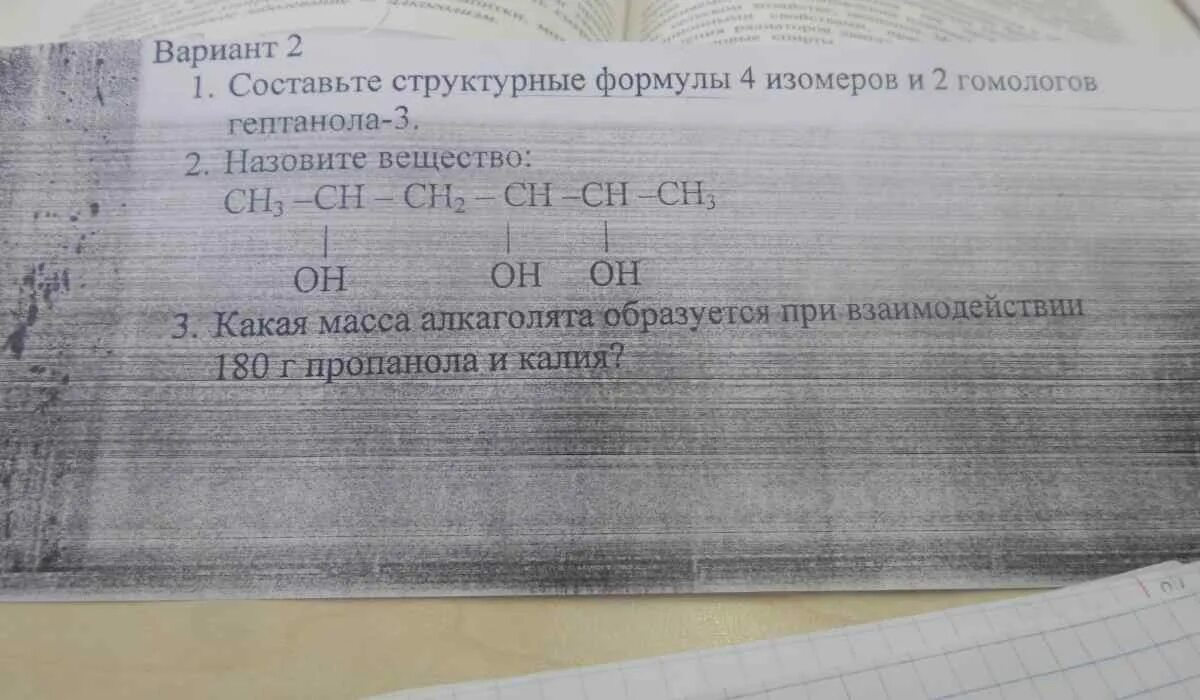 Вариант 2
1. Составьте структурные формулы 4 изомеров и 2 гомологов
гептанола-3.
2. Назовите вещество:
CH₃ –CH – CH₂ – CH –CH –CH₃
| | |
OH OH OH
3. Какая масса алкаголята образуется при взаимодействии
180 г пропанола и калия?